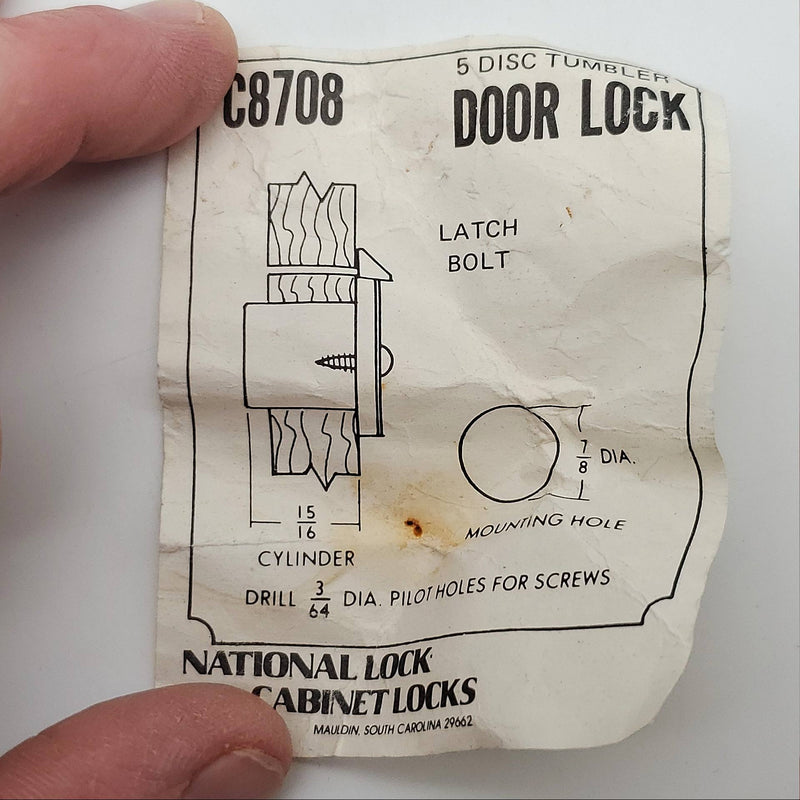 C8708
5 DISC TUMBLER
DOOR LOCK
LATCH
BOLT
7/8 DIA.
MOUNTING HOLE
15/16
CYLINDER
DRILL 3/64 DIA. PILOT HOLES FOR SCREWS
NATIONAL LOCK
CABINET LOCKS
MAULDIN, SOUTH CAROLINA 29662